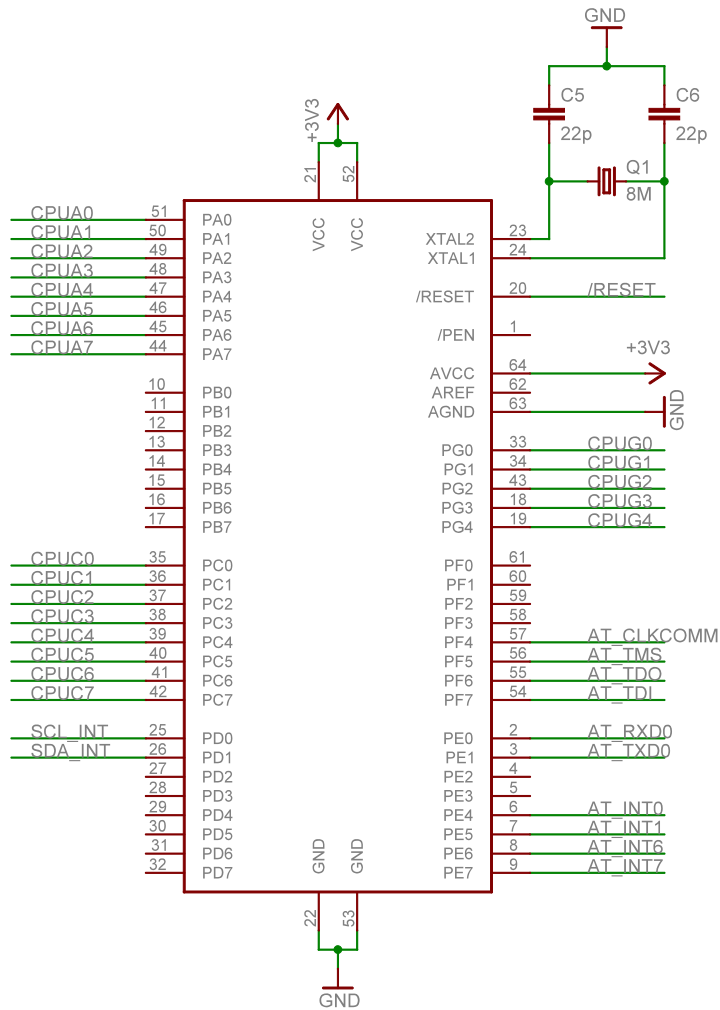 GND
C5
C6
22p
22p
Q1
8M
+3V3
21
52
VCC
VCC
CPUA0 51 PA0
CPUA1 50 PA1
CPUA2 49 PA2
CPUA3 48 PA3
CPUA4 47 PA4
CPUA5 46 PA5
CPUA6 45 PA6
CPUA7 44 PA7
10 PB0
11 PB1
12 PB2
13 PB3
14 PB4
15 PB5
16 PB6
17 PB7
CPUC0 35 PC0
CPUC1 36 PC1
CPUC2 37 PC2
CPUC3 38 PC3
CPUC4 39 PC4
CPUC5 40 PC5
CPUC6 41 PC6
CPUC7 42 PC7
SCL_INT 25 PD0
SDA_INT 26 PD1
27 PD2
28 PD3
29 PD4
30 PD5
31 PD6
32 PD7
XTAL2 23
XTAL1 24
/RESET 20 /RESET
/PEN 1
+3V3
AVCC 64
AREF 62
AGND 63
GND
PG0 33 CPUG0
PG1 34 CPUG1
PG2 43 CPUG2
PG3 18 CPUG3
PG4 19 CPUG4
PF0 61
PF1 60
PF2 59
PF3 58
PF4 57 AT_CLKCOMM
PF5 56 AT_TMS
PF6 55 AT_TDO
PF7 54 AT_TDI
PE0 2 AT_RXD0
PE1 3 AT_TXD0
PE2 4
PE3 5
PE4 6 AT_INT0
PE5 7 AT_INT1
PE6 8 AT_INT6
PE7 9 AT_INT7
GND
GND
22
53
GND